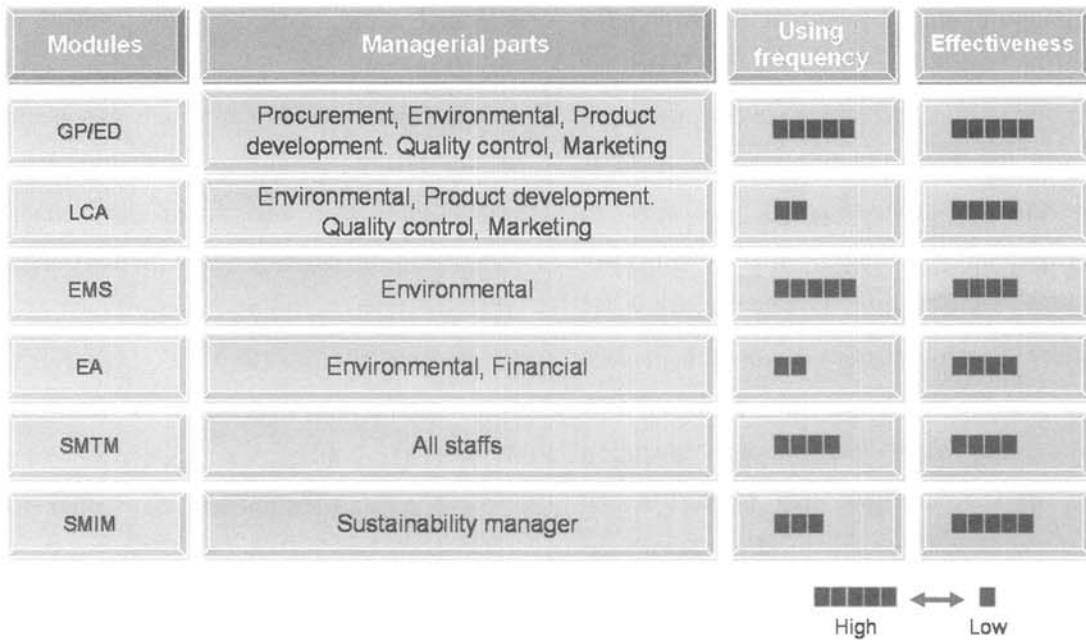 Modules
Managerial parts
Using
frequency
Effectiveness
GP/ED
Procurement, Environmental, Product
development. Quality control, Marketing
LCA
Environmental, Product development.
Quality control, Marketing
EMS
Environmental
EA
Environmental, Financial
SMTM
All staffs
SMIM
Sustainability manager
High
Low